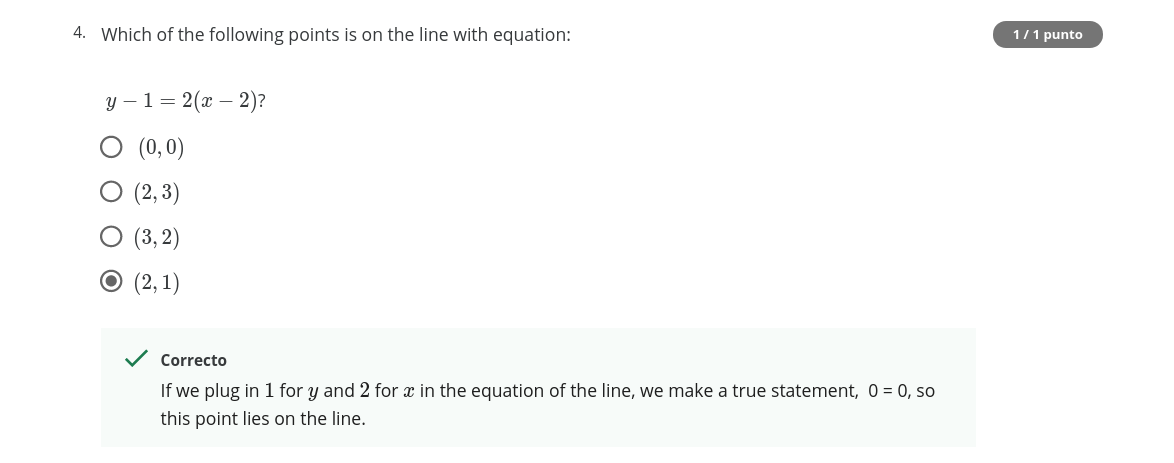 4. Which of the following points is on the line with equation:
1 / 1 punto
y − 1 = 2(x − 2)?
(0, 0)
(2, 3)
(3, 2)
(2, 1)
Correcto
If we plug in 1 for y and 2 for x in the equation of the line, we make a true statement,  0 = 0, so
this point lies on the line.